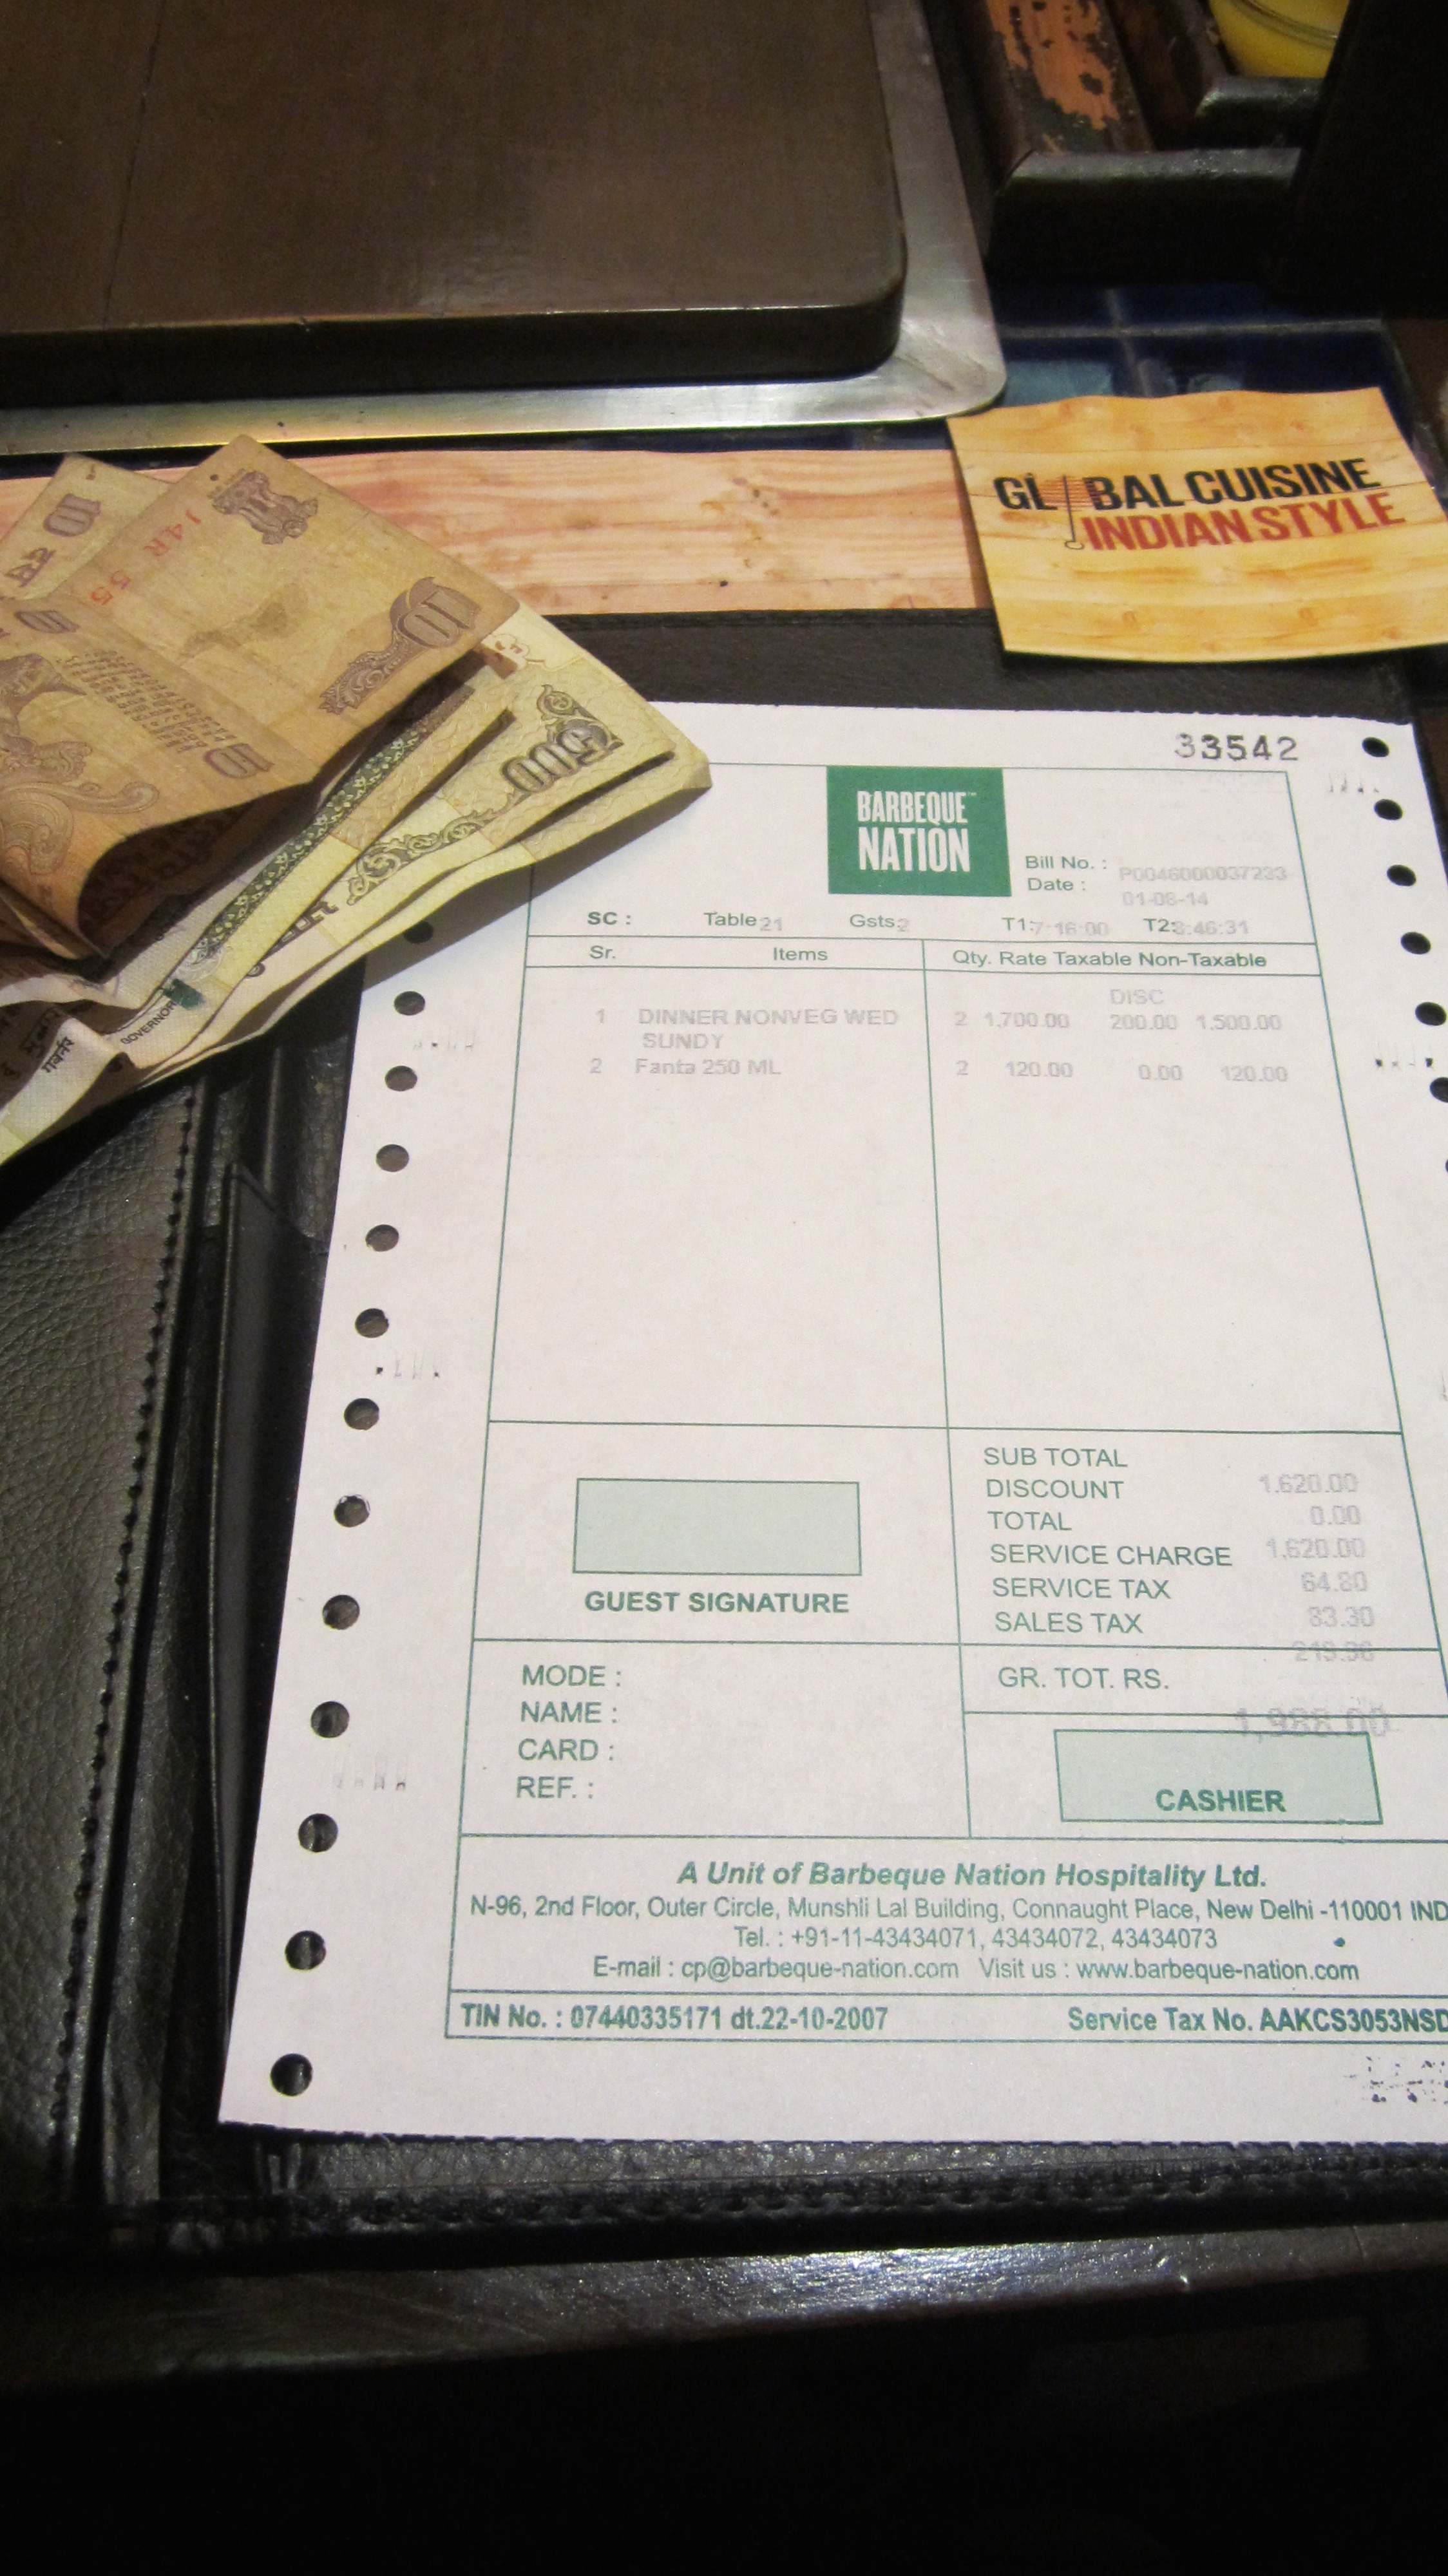 10
14R 55
10
10
500
GOVERNOR
GLOBAL CUISINE
INDIAN STYLE
33542
BARBEQUE
NATION
Bill No. : P0046000037233
Date : 01-08-14
SC : Table 21 Gsts 2 T1: 7:16:00 T2: 8:46:31
Sr. Items Qty. Rate Taxable Non-Taxable
DISC
1 DINNER NONVEG WED 2 1,700.00 200.00 1,500.00
SUNDY
2 Fanta 250 ML 2 120.00 0.00 120.00
SUB TOTAL
DISCOUNT 1,620.00
TOTAL 0.00
SERVICE CHARGE 1,620.00
SERVICE TAX 64.80
SALES TAX 83.30
GR. TOT. RS.
1,988.00
GUEST SIGNATURE
MODE :
NAME :
CARD :
REF. :
CASHIER
A Unit of Barbeque Nation Hospitality Ltd.
N-96, 2nd Floor, Outer Circle, Munshli Lal Building, Connaught Place, New Delhi -110001 IND
Tel. : +91-11-43434071, 43434072, 43434073
E-mail : cp@barbeque-nation.com Visit us : www.barbeque-nation.com
TIN No. : 07440335171 dt.22-10-2007 Service Tax No. AAKCS3053NSD